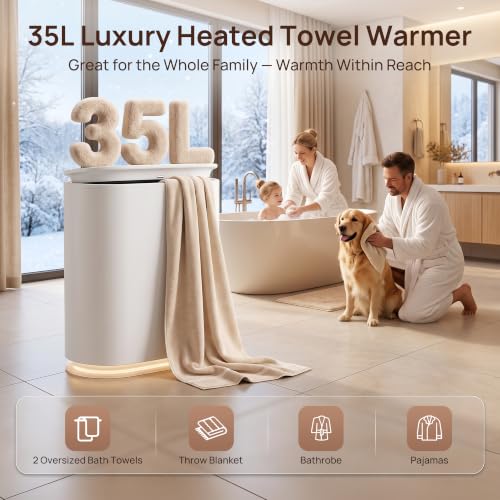 35L Luxury Heated Towel Warmer
Great for the Whole Family — Warmth Within Reach
35L
2 Oversized Bath Towels
Throw Blanket
Bathrobe
Pajamas